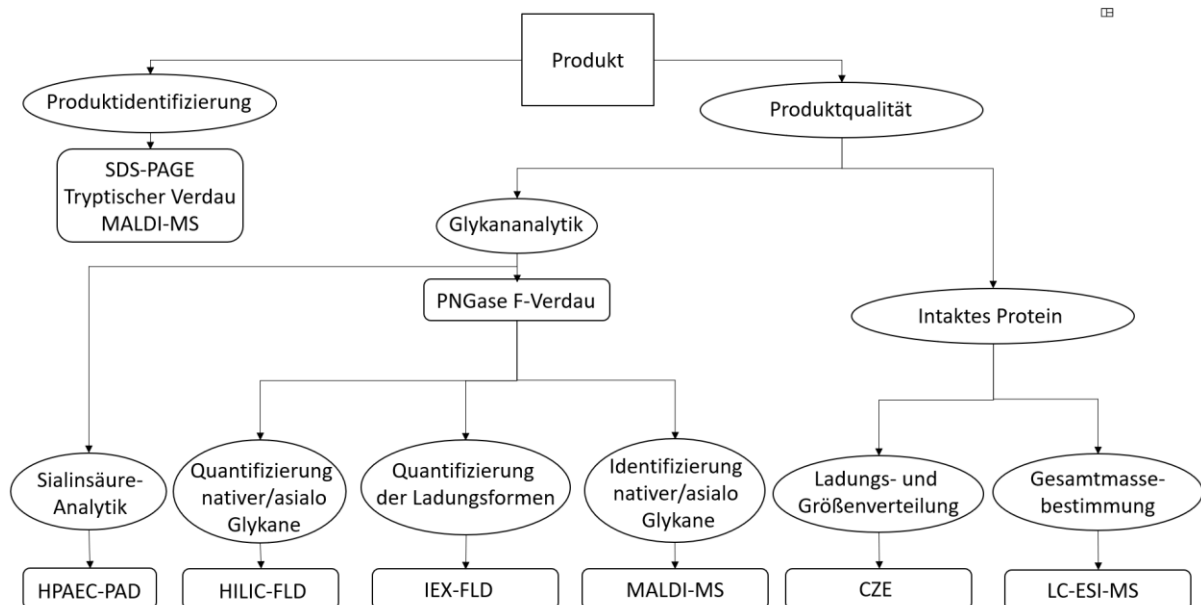 Produkt
Produktidentifizierung
Produktqualität
SDS-PAGE
Tryptischer Verdau
MALDI-MS
Glykananalytik
PNGase F-Verdau
Intaktes Protein
Sialinsäure-
Analytik
Quantifizierung
nativer/asialo
Glykane
Quantifizierung
der Ladungsformen
Identifizierung
nativer/asialo
Glykane
Ladungs- und
Größenverteilung
Gesamtmasse-
bestimmung
HPAEC-PAD
HILIC-FLD
IEX-FLD
MALDI-MS
CZE
LC-ESI-MS